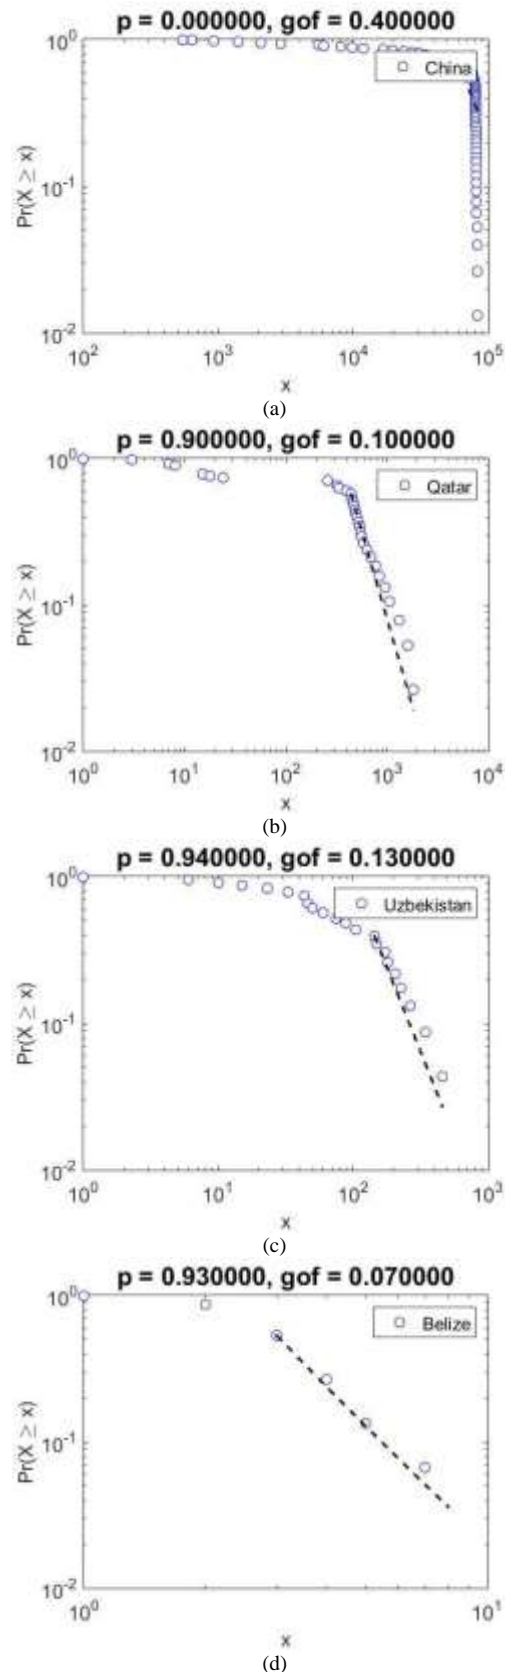 p = 0.000000, gof = 0.400000
10^0
China
Pr(X ≥ x)
10^-1
10^-2
10^2 10^3 10^4 10^5
x
(a)
p = 0.900000, gof = 0.100000
10^0
Qatar
Pr(X ≥ x)
10^-1
10^-2
10^0 10^1 10^2 10^3 10^4
x
(b)
p = 0.940000, gof = 0.130000
10^0
Uzbekistan
Pr(X ≥ x)
10^-1
10^-2
10^0 10^1 10^2 10^3
x
(c)
p = 0.930000, gof = 0.070000
10^0
Belize
Pr(X ≥ x)
10^-1
10^-2
10^0 10^1
x
(d)